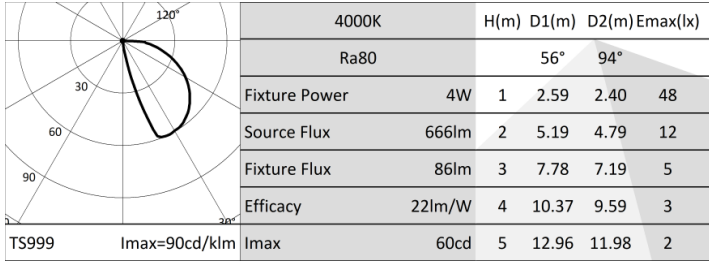 120°
30
60
90
30°
TS999 Imax=90cd/klm
4000K
Ra80
Fixture Power 4W
Source Flux 666lm
Fixture Flux 86lm
Efficacy 22lm/W
Imax 60cd
H(m) D1(m) D2(m) Emax(lx)
56° 94°
1 2.59 2.40 48
2 5.19 4.79 12
3 7.78 7.19 5
4 10.37 9.59 3
5 12.96 11.98 2